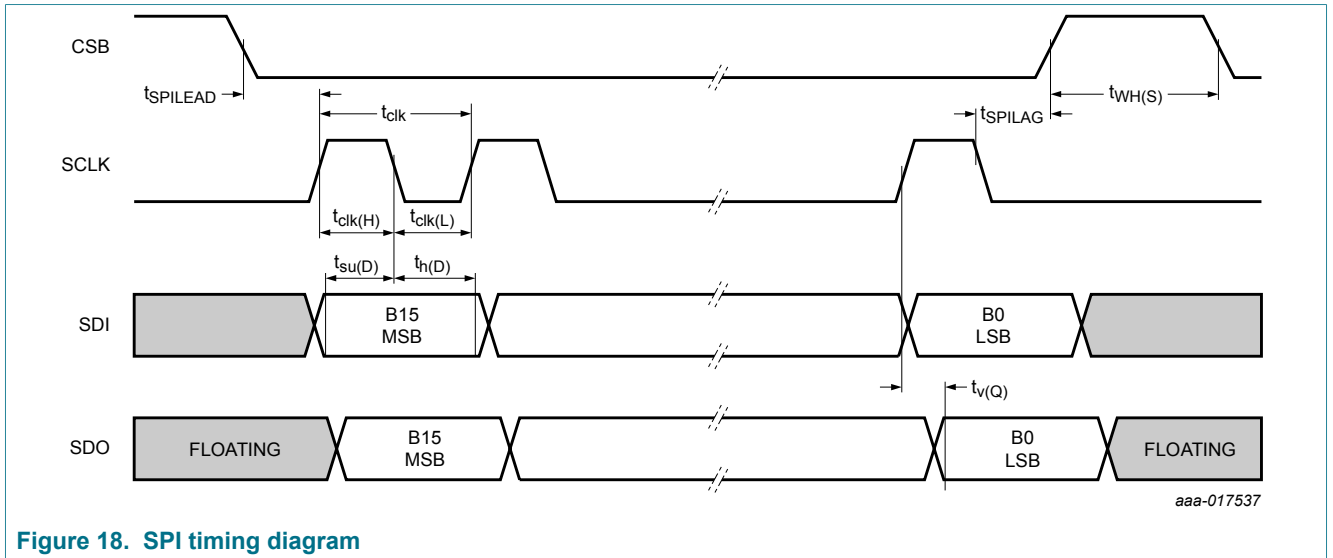 CSB
tSPILEAD
tclk
tSPILAG
tWH(S)
SCLK
tclk(H)
tclk(L)
tsu(D)
th(D)
SDI
B15
MSB
B0
LSB
tv(Q)
SDO
FLOATING
B15
MSB
B0
LSB
FLOATING
aaa-017537
Figure 18. SPI timing diagram